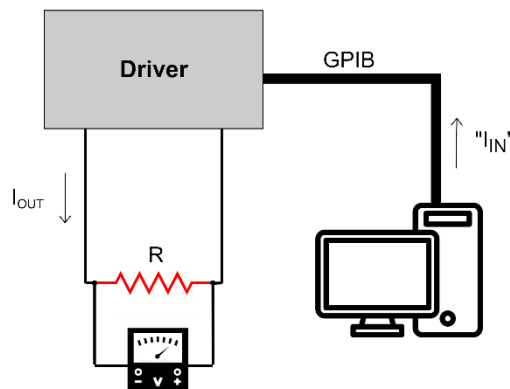 Driver
GPIB
"I_IN'
I_OUT
R
- V +